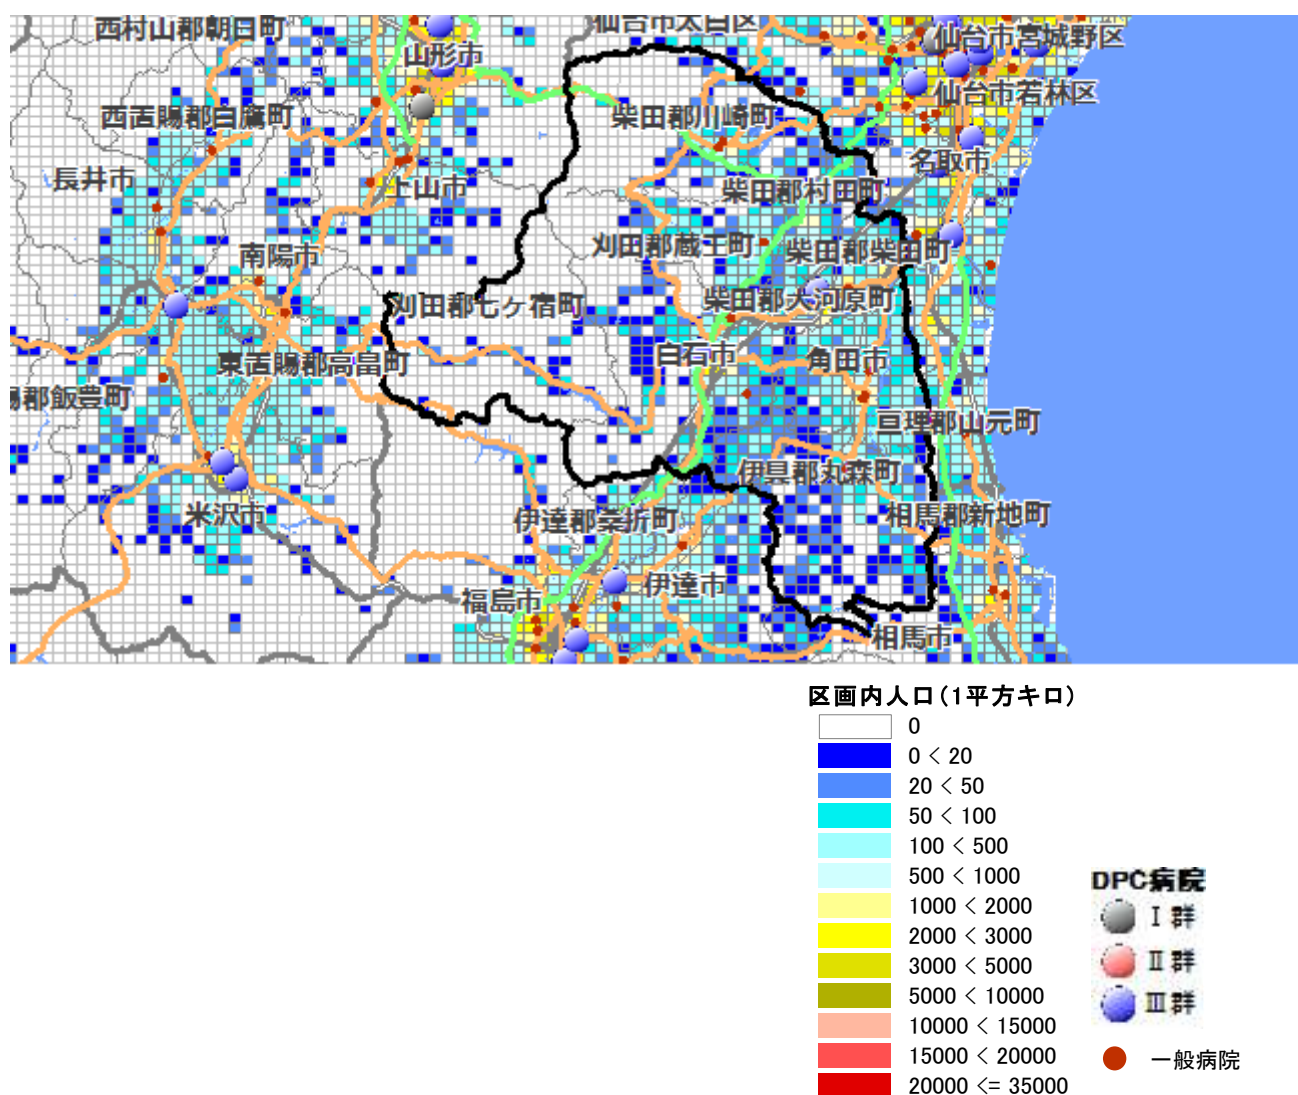 西村山郡朝日町
仙台市太白区
山形市
仙台市宮城野区
仙台市若林区
西置賜郡白鷹町
柴田郡川崎町
名取市
長井市
上山市
柴田郡村田町
南陽市
刈田郡蔵王町
柴田郡柴田町
刈田郡七ヶ宿町
柴田郡大河原町
東置賜郡高畠町
白石市
角田市
賜郡飯豊町
亘理郡山元町
伊具郡丸森町
米沢市
伊達郡桑折町
相馬郡新地町
伊達市
福島市
相馬市
区画内人口(1平方キロ)
0
0 < 20
20 < 50
50 < 100
100 < 500
500 < 1000
1000 < 2000
2000 < 3000
3000 < 5000
5000 < 10000
10000 < 15000
15000 < 20000
20000 <= 35000
DPC病院
Ⅰ群
Ⅱ群
Ⅲ群
一般病院